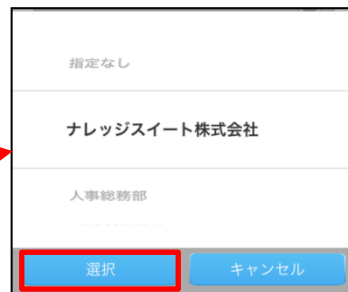 指定なし
ナレッジスイート株式会社
人事総務部
選択
キャンセル